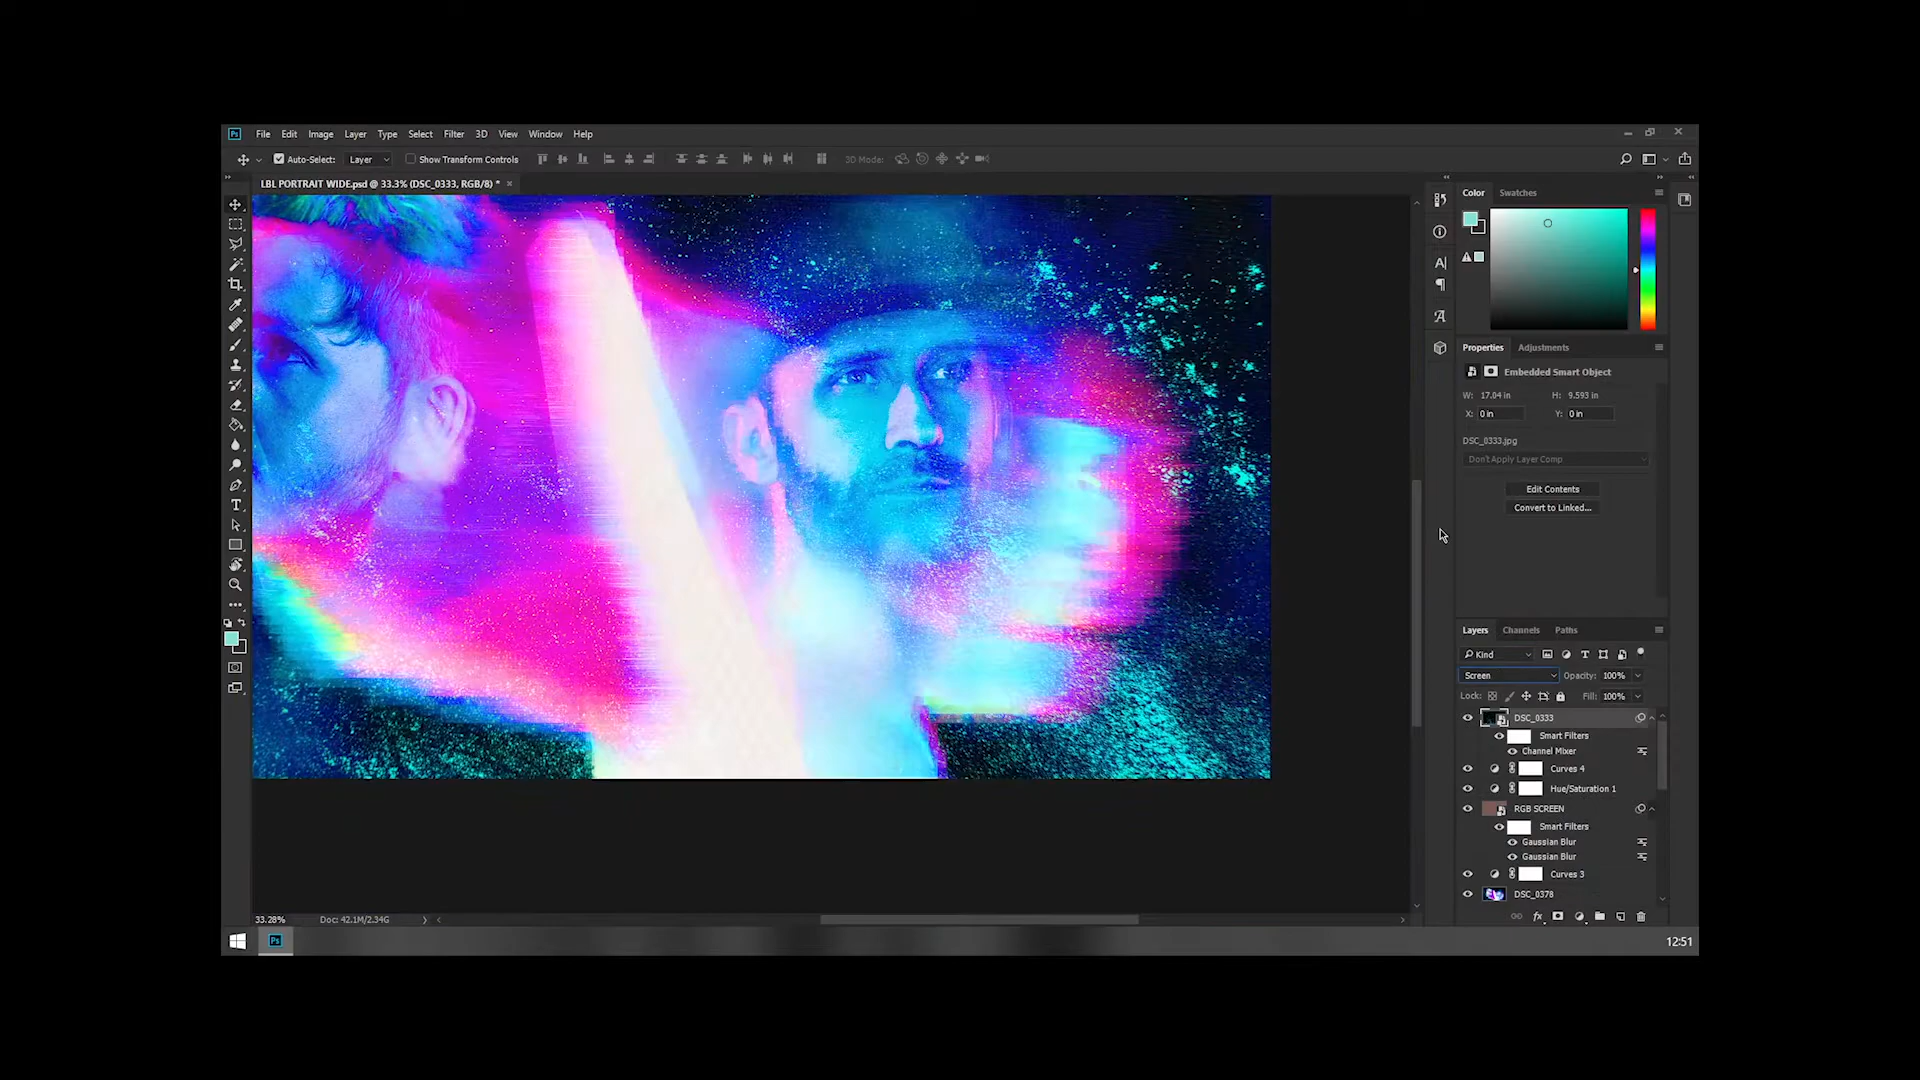 Ps File Edit Image Layer Type Select Filter 3D View Window Help
Auto-Select: Layer Show Transform Controls 3D Mode:
LBL PORTRAIT WIDE.psd @ 33.3% (DSC_0333, RGB/8) * ×
Color Swatches
Properties Adjustments
Embedded Smart Object
W: 17.04 in H: 9.593 in
X: 0 in Y: 0 in
DSC_0333.jpg
Don't Apply Layer Comp
Edit Contents
Convert to Linked...
Layers Channels Paths
Kind
Screen Opacity: 100%
Lock: Fill: 100%
DSC_0333
Smart Filters
Channel Mixer
Curves 4
Hue/Saturation 1
RGB SCREEN
Smart Filters
Gaussian Blur
Gaussian Blur
Curves 3
DSC_0378
fx
33.28% Doc: 42.1M/2.34G
Ps
12:51